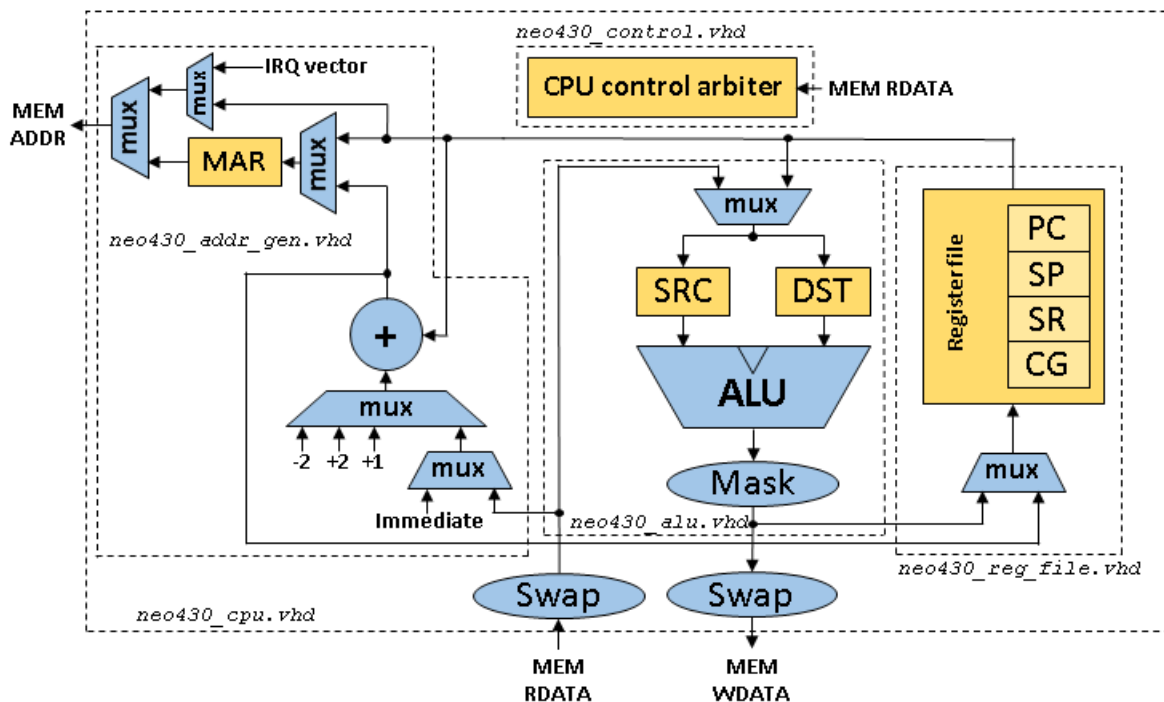 neo430_control.vhd
IRQ vector
CPU control arbiter
MEM RDATA
MEM
ADDR
mux
mux
mux
MAR
neo430_addr_gen.vhd
mux
SRC
DST
Registerfile
PC
SP
SR
CG
+
ALU
mux
-2
+2
+1
mux
Immediate
Mask
mux
neo430_alu.vhd
neo430_reg_file.vhd
neo430_cpu.vhd
Swap
Swap
MEM
RDATA
MEM
WDATA